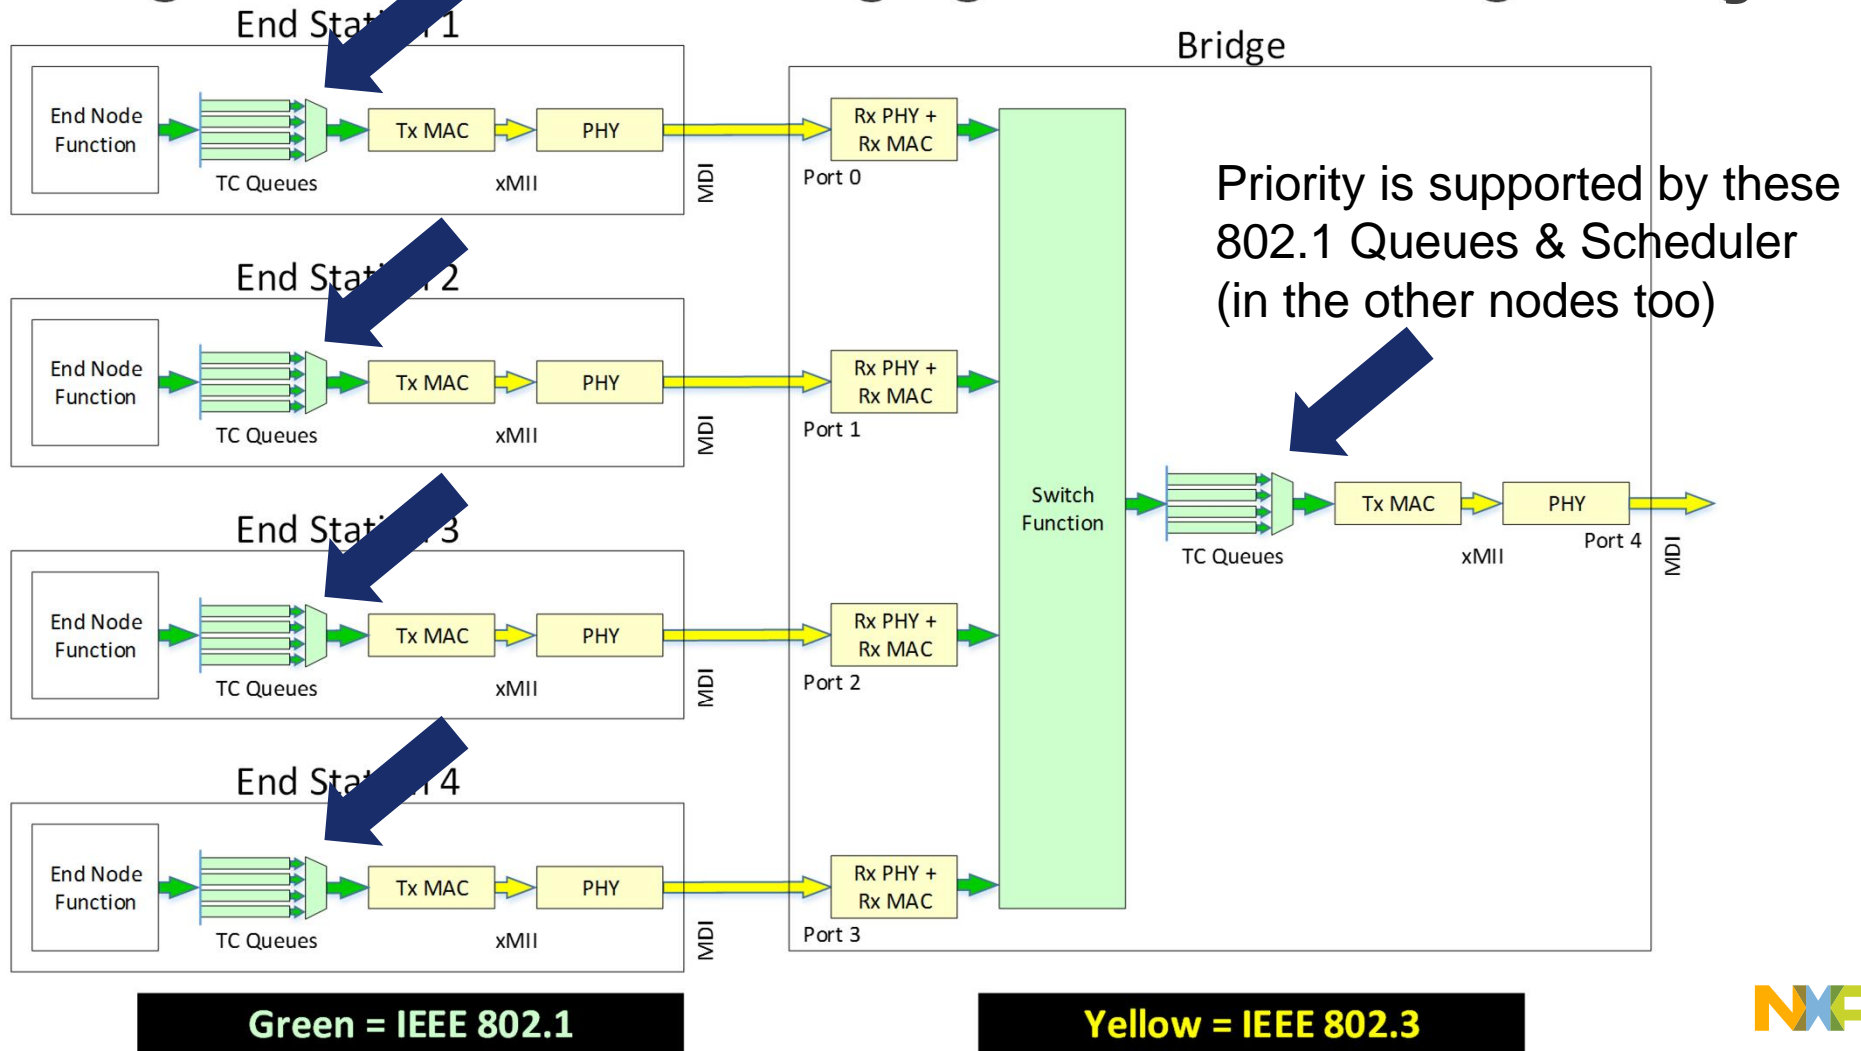 End Station 1
End Node
Function
TC Queues
Tx MAC
xMII
PHY
MDI
End Station 2
End Node
Function
TC Queues
Tx MAC
xMII
PHY
MDI
End Station 3
End Node
Function
TC Queues
Tx MAC
xMII
PHY
MDI
End Station 4
End Node
Function
TC Queues
Tx MAC
xMII
PHY
MDI
Bridge
Rx PHY +
Rx MAC
Port 0
Rx PHY +
Rx MAC
Port 1
Rx PHY +
Rx MAC
Port 2
Rx PHY +
Rx MAC
Port 3
Switch
Function
Priority is supported by these
802.1 Queues & Scheduler
(in the other nodes too)
TC Queues
Tx MAC
xMII
PHY
Port 4
MDI
Green = IEEE 802.1
Yellow = IEEE 802.3
NXP